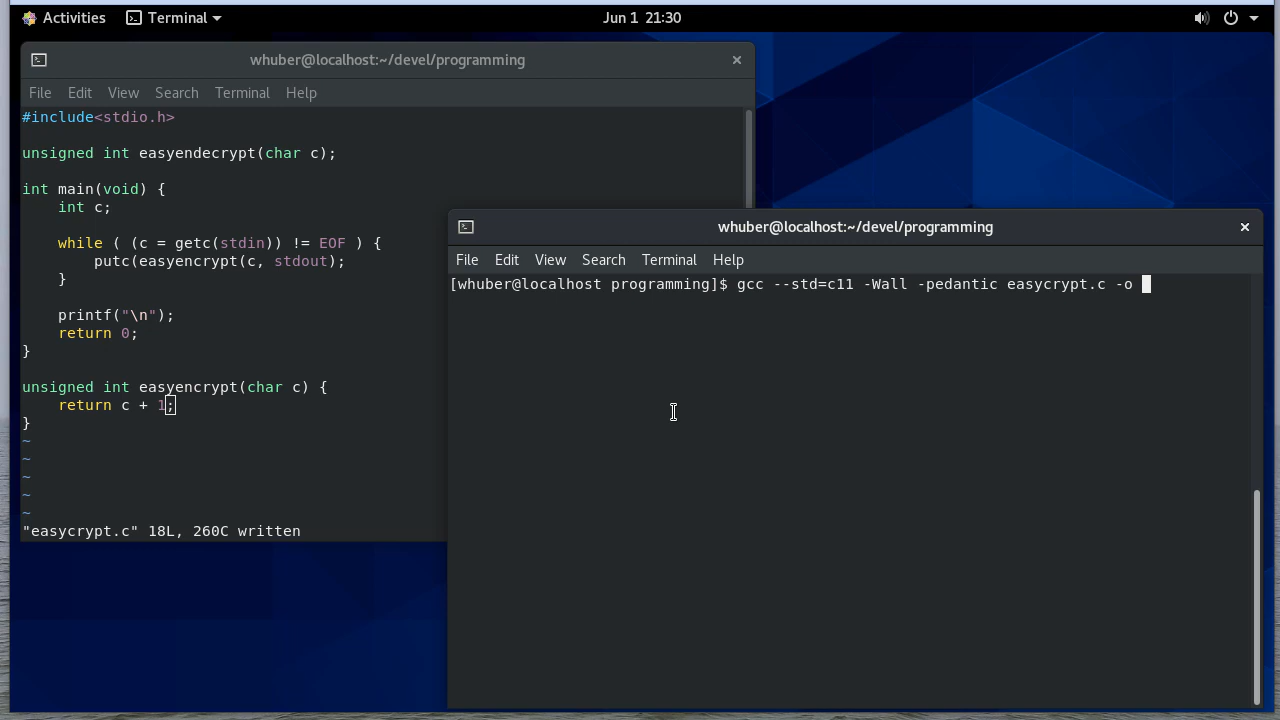 Activities Terminal Jun 1 21:30
whuber@localhost:~/devel/programming
File Edit View Search Terminal Help
#include<stdio.h>
unsigned int easyendecrypt(char c);
int main(void) {
int c;
while ( (c = getc(stdin)) != EOF ) {
putc(easyencrypt(c, stdout);
}
printf("\n");
return 0;
}
unsigned int easyencrypt(char c) {
return c + 1;
}
~
~
~
~
~
"easycrypt.c" 18L, 260C written
whuber@localhost:~/devel/programming
File Edit View Search Terminal Help
[whuber@localhost programming]$ gcc --std=c11 -Wall -pedantic easycrypt.c -o